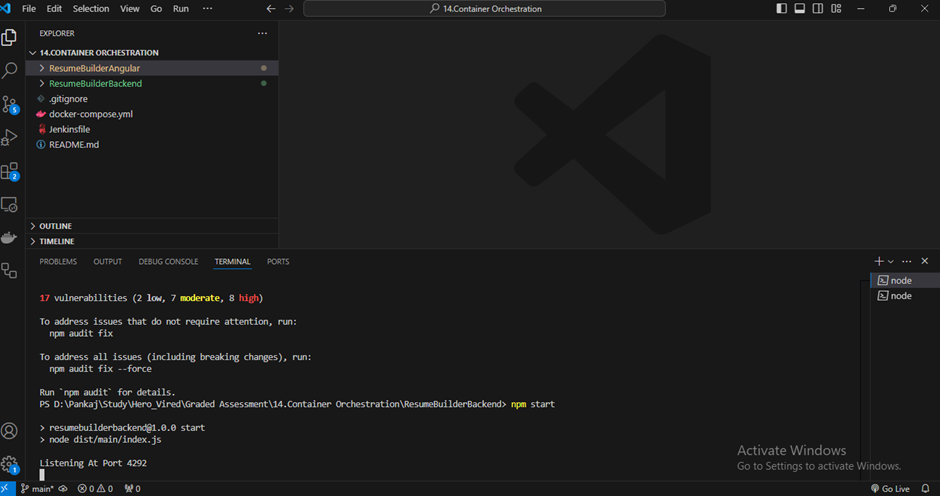 File Edit Selection View Go Run ··· 14.Container Orchestration
EXPLORER ···
14.CONTAINER ORCHESTRATION
ResumeBuilderAngular
ResumeBuilderBackend
.gitignore
docker-compose.yml
Jenkinsfile
README.md
5
2
OUTLINE
TIMELINE
PROBLEMS OUTPUT DEBUG CONSOLE TERMINAL PORTS
node
node
17 vulnerabilities (2 low, 7 moderate, 8 high)
To address issues that do not require attention, run:
npm audit fix
To address all issues (including breaking changes), run:
npm audit fix --force
Run `npm audit` for details.
PS D:\Pankaj\Study\Hero_Vired\Graded Assessment\14.Container Orchestration\ResumeBuilderBackend> npm start
> resumebuilderbackend@1.0.0 start
> node dist/main/index.js
Listening At Port 4292
Activate Windows
Go to Settings to activate Windows.
1
main* 0 0 0 Go Live